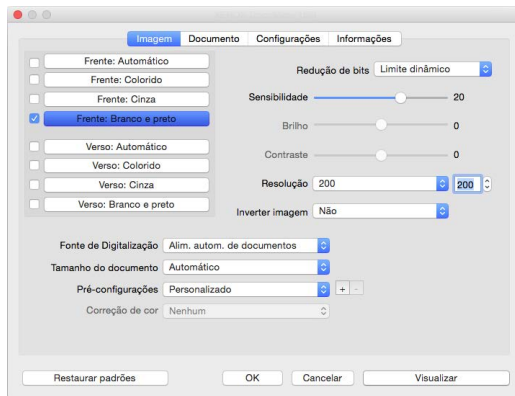 Imagem Documento Configurações Informações
Frente: Automático
Frente: Colorido
Frente: Cinza
Frente: Branco e preto
Verso: Automático
Verso: Colorido
Verso: Cinza
Verso: Branco e preto
Redução de bits Limite dinâmico
Sensibilidade 20
Brilho 0
Contraste 0
Resolução 200 200
Inverter imagem Não
Fonte de Digitalização Alim. autom. de documentos
Tamanho do documento Automático
Pré-configurações Personalizado + -
Correção de cor Nenhum
Restaurar padrões OK Cancelar Visualizar